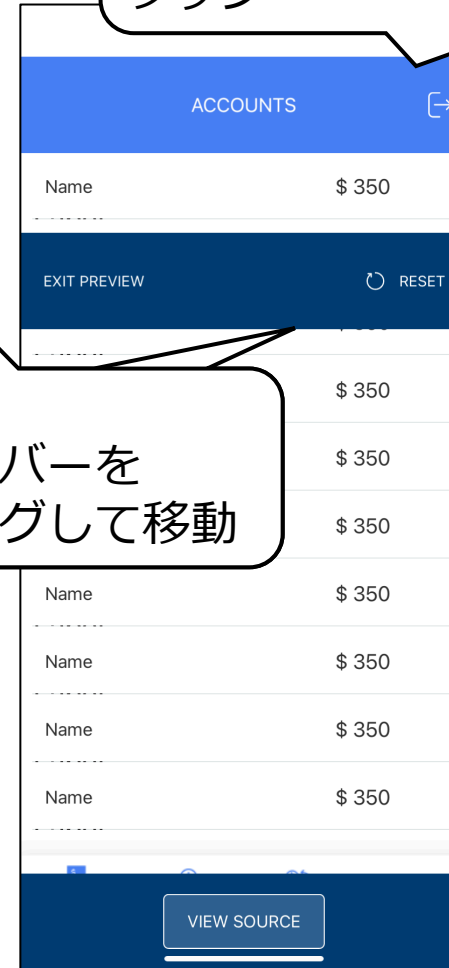 ACCOUNTS
Name $ 350
EXIT PREVIEW RESET
$ 350
バーを
$ 350
グして移動
$ 350
Name $ 350
Name $ 350
Name $ 350
Name $ 350
VIEW SOURCE